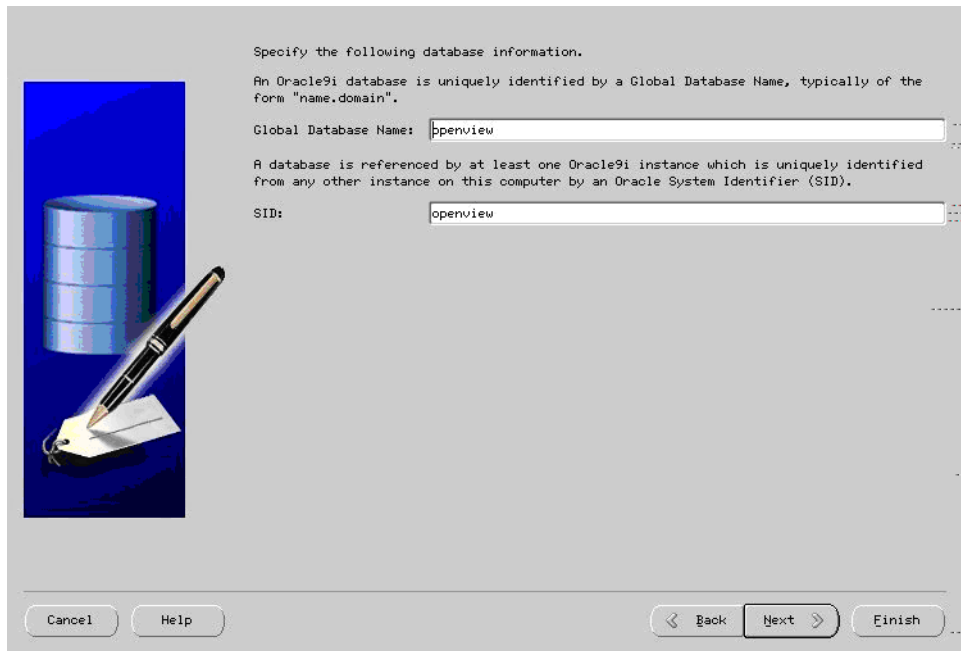 Specify the following database information.
An Oracle9i database is uniquely identified by a Global Database Name, typically of the
form "name.domain".
Global Database Name: openview
A database is referenced by at least one Oracle9i instance which is uniquely identified
from any other instance on this computer by an Oracle System Identifier (SID).
SID: openview
Cancel Help Back Next Finish